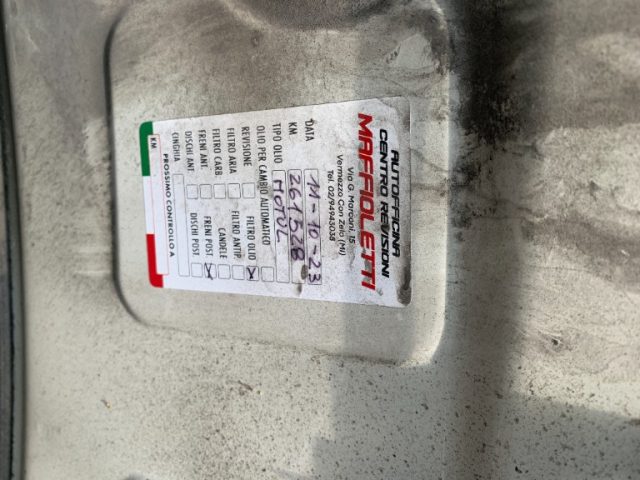 AUTOFFICINA
CENTRO REVISONI
MAFFIOLETTI
Via G. Marconi, 15
Vermezzo Con Zelo (MI)
Tel. 02/94943035
DATA 11-10-23
KM. 261528
TIPO OLIO MOTUL
OLIO PER CAMBIO AUTOMATICO
REVISIONE FILTRO OLIO X
FILTRO ARIA FILTRO ANTIP.
FILTRO CARB. CANDELE
FRENI ANT. FRENI POST. X
DISCHI ANT. DISCHI POST.
CINGHIA
PROSSIMO CONTROLLO A
KM.